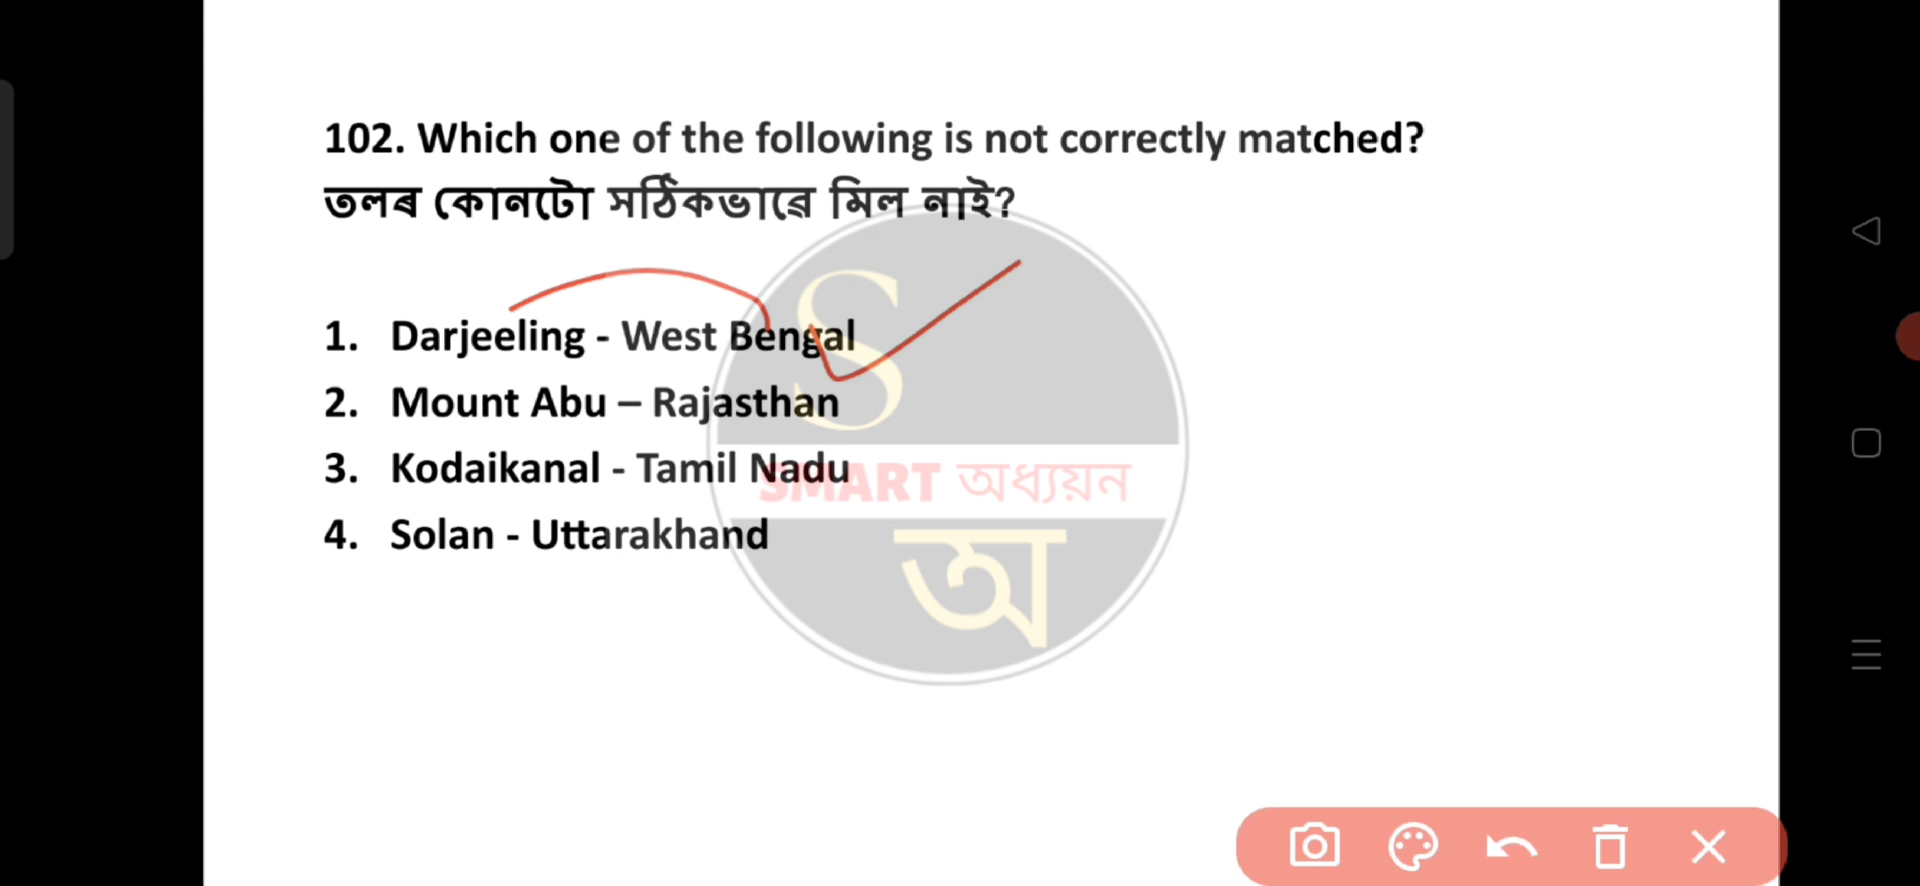 102. Which one of the following is not correctly matched?
তলৰ কোনটো সঠিকভাৱে মিল নাই?
1. Darjeeling - West Bengal
2. Mount Abu – Rajasthan
3. Kodaikanal - Tamil Nadu
4. Solan - Uttarakhand
S
SMART অধ্যয়ন
অ